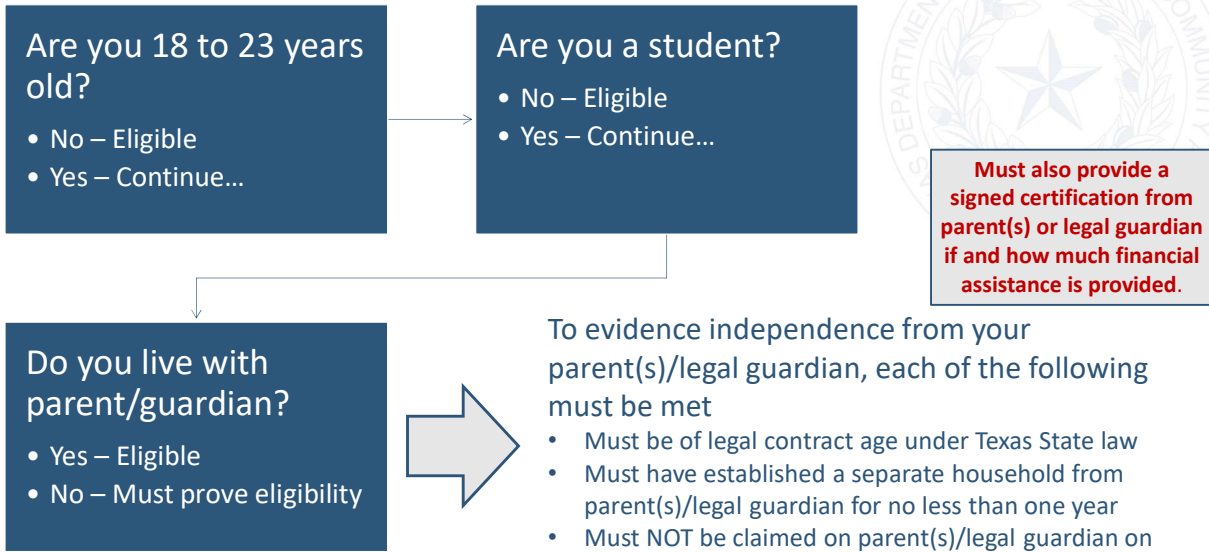 Are you 18 to 23 years
old?
• No – Eligible
• Yes – Continue…
Are you a student?
• No – Eligible
• Yes – Continue…
Must also provide a
signed certification from
parent(s) or legal guardian
if and how much financial
assistance is provided.
Do you live with
parent/guardian?
• Yes – Eligible
• No – Must prove eligibility
To evidence independence from your
parent(s)/legal guardian, each of the following
must be met
• Must be of legal contract age under Texas State law
• Must have established a separate household from
parent(s)/legal guardian for no less than one year
• Must NOT be claimed on parent(s)/legal guardian on